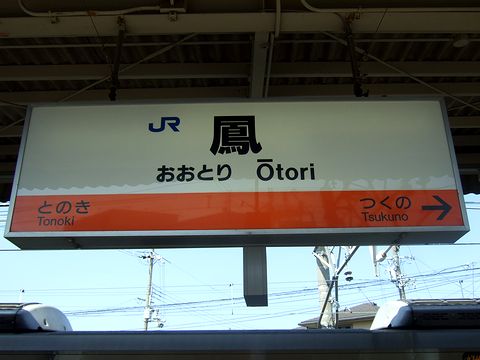 JR 鳳
おおとり Ōtori
とのき つくの
Tonoki Tsukuno →